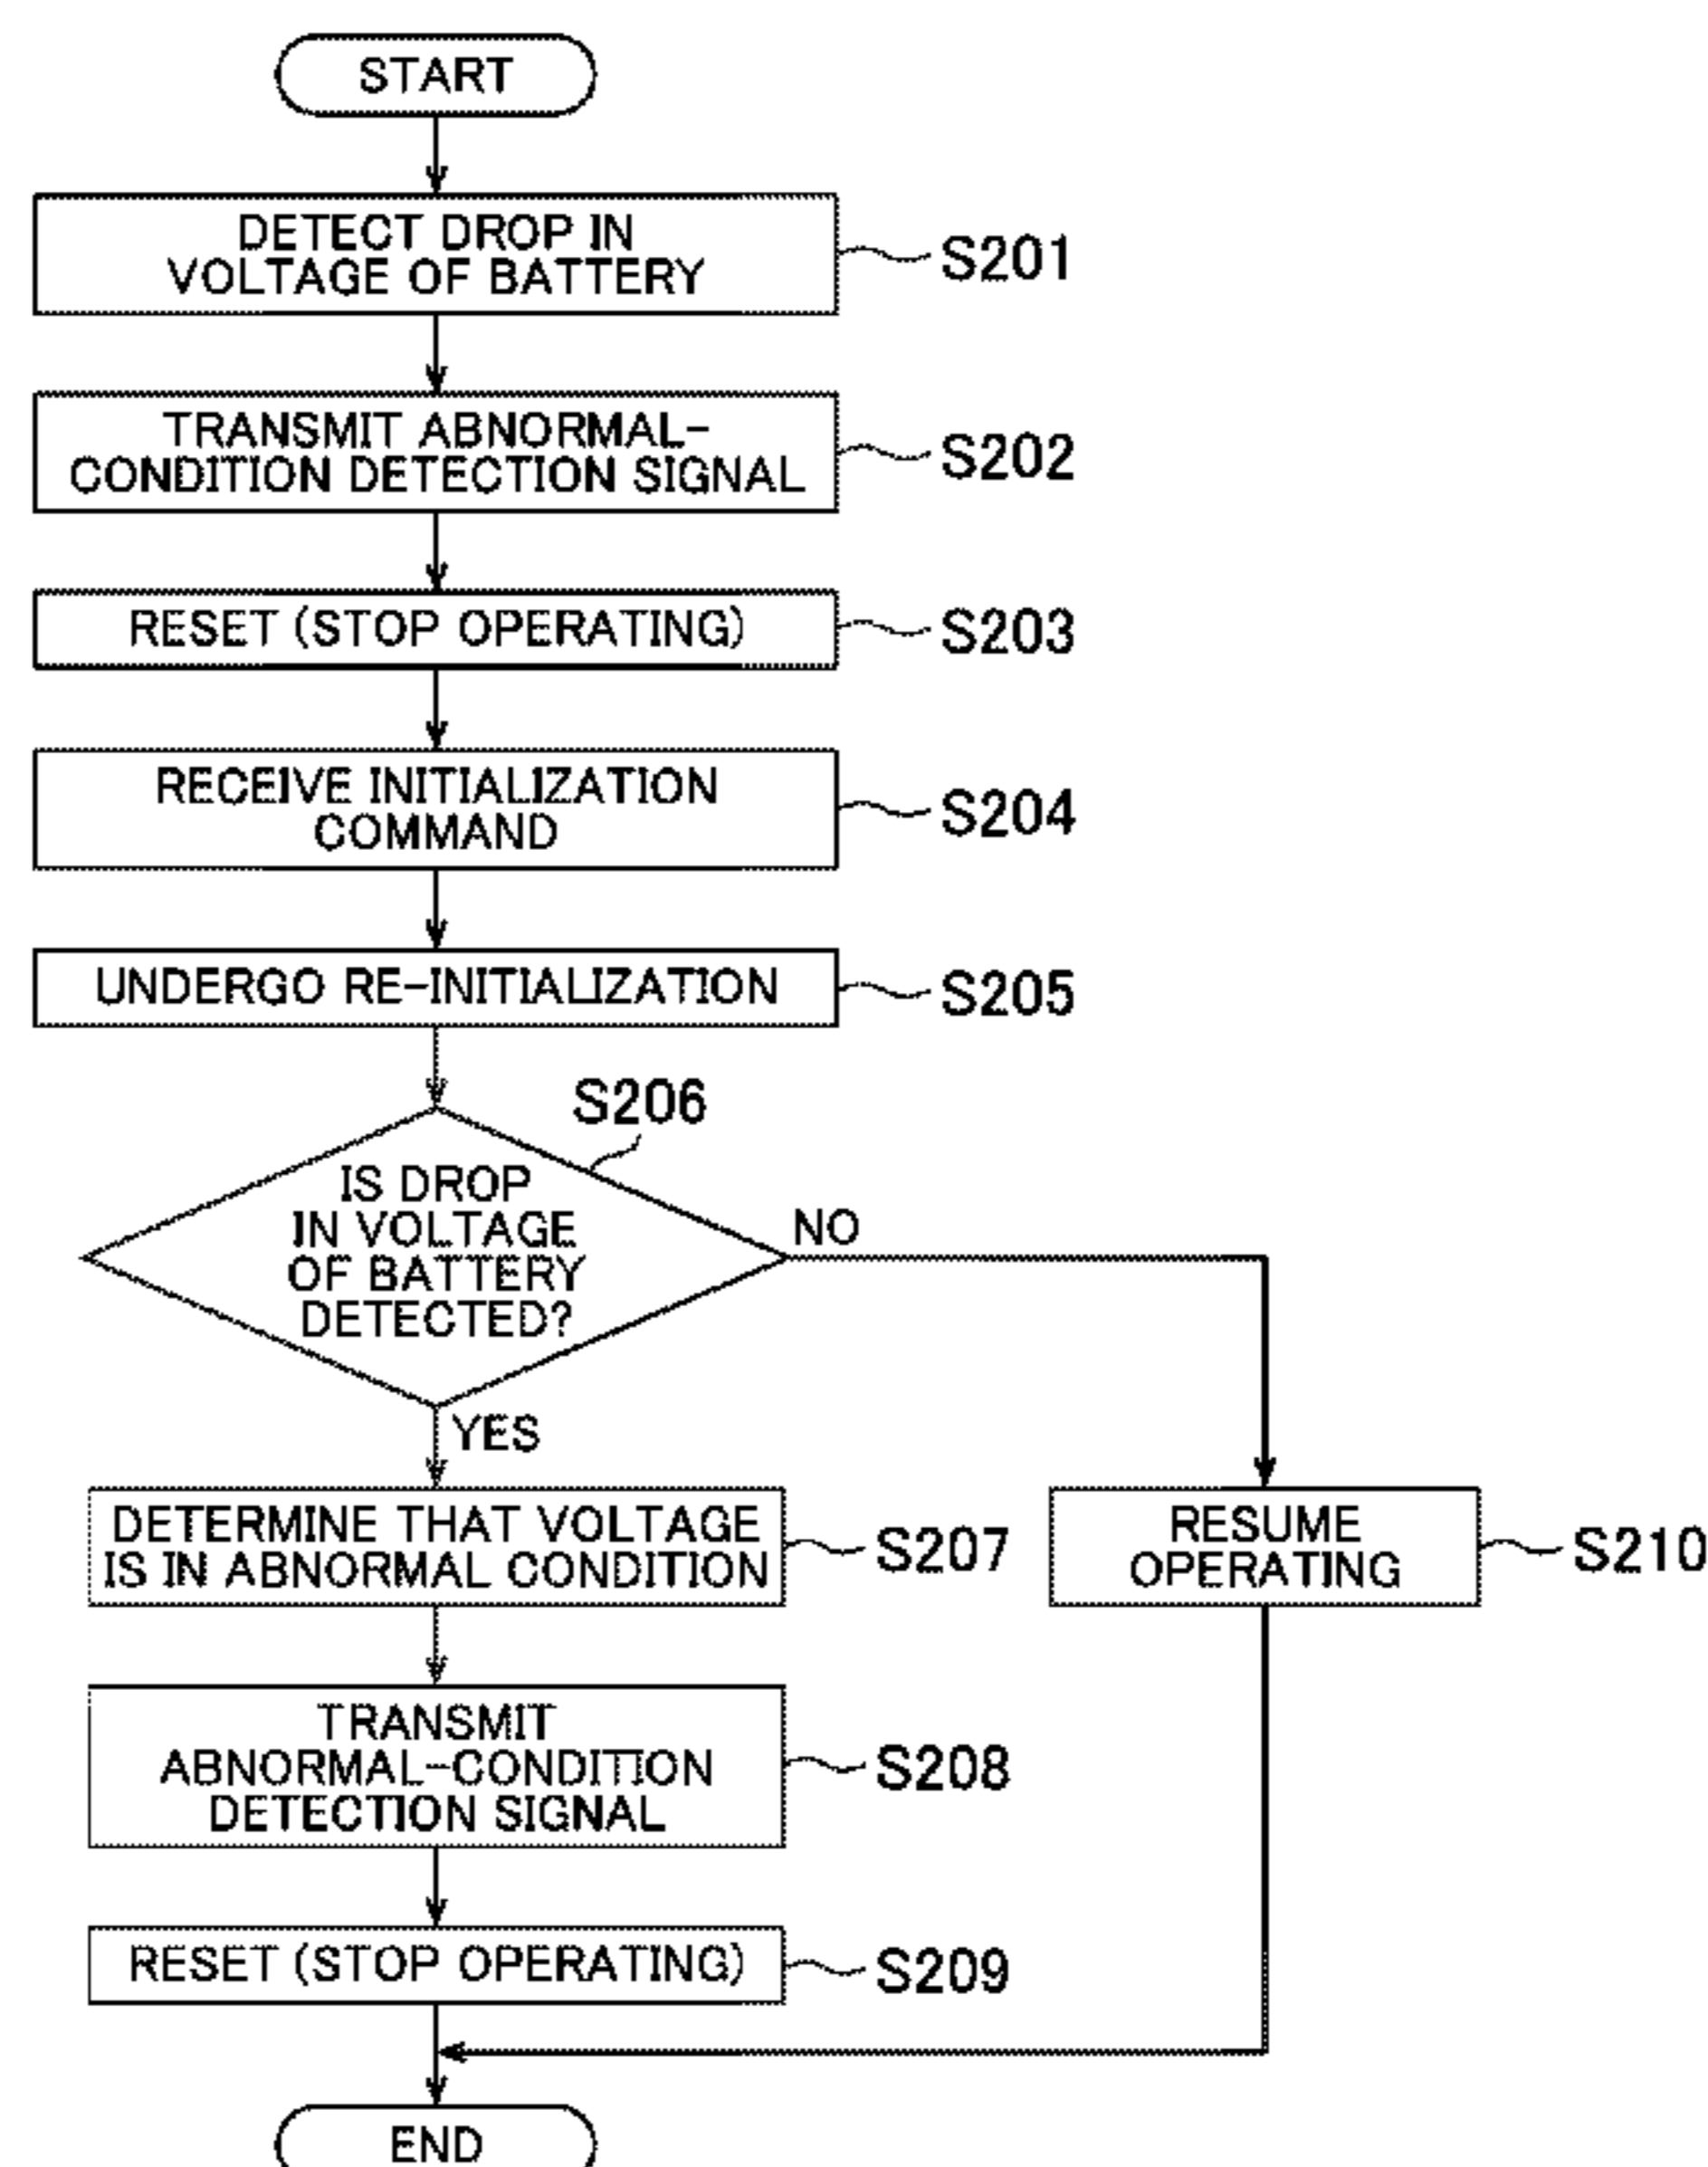 START
DETECT DROP IN
VOLTAGE OF BATTERY
S201
TRANSMIT ABNORMAL-
CONDITION DETECTION SIGNAL
S202
RESET (STOP OPERATING)
S203
RECEIVE INITIALIZATION
COMMAND
S204
UNDERGO RE-INITIALIZATION
S205
S206
IS DROP
IN VOLTAGE
OF BATTERY
DETECTED?
NO
YES
DETERMINE THAT VOLTAGE
IS IN ABNORMAL CONDITION
S207
RESUME
OPERATING
S210
TRANSMIT
ABNORMAL-CONDITION
DETECTION SIGNAL
S208
RESET (STOP OPERATING)
S209
END